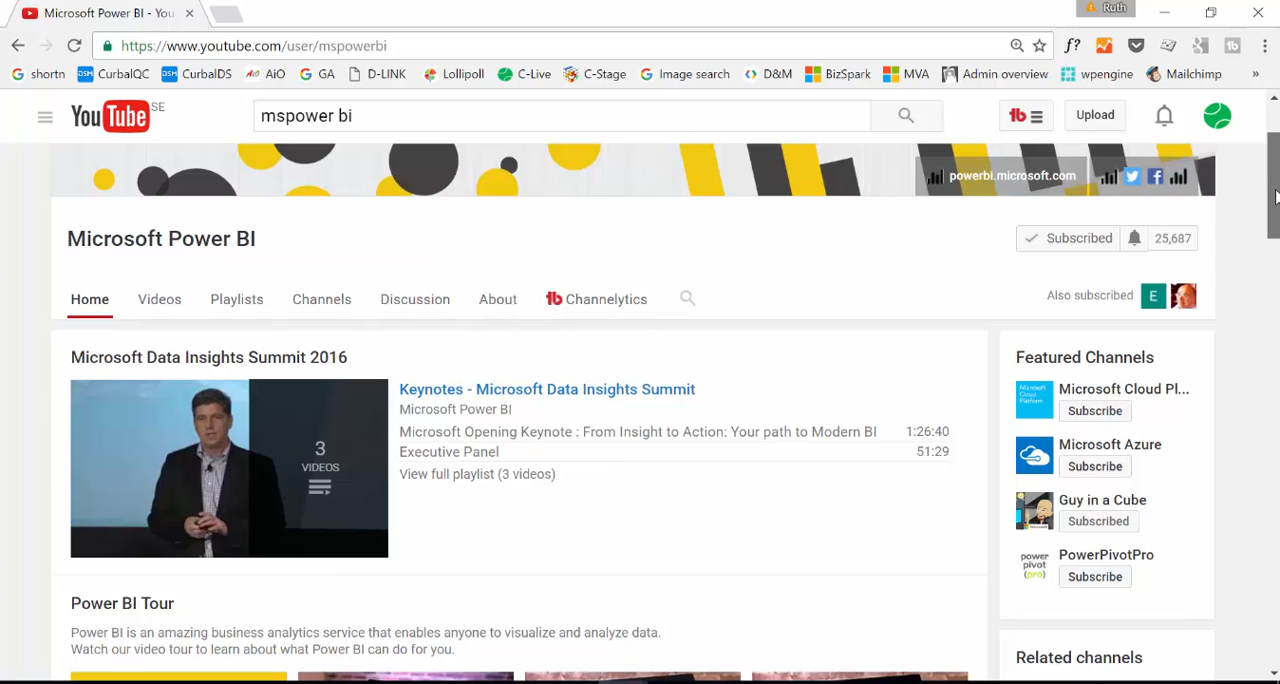 Microsoft Power BI - You
Ruth
https://www.youtube.com/user/mspowerbi
f?
shortn CurbalQC CurbalDS AiO GA C-LINK Lollipoll C-Live C-Stage Image search D&M BizSpark MVA Admin overview wpengine Mailchimp »
YouTube SE
mspower bi
Upload
powerbi.microsoft.com
Microsoft Power BI
Subscribed 25,687
Home Videos Playlists Channels Discussion About Channelytics
Also subscribed E
Microsoft Data Insights Summit 2016
Featured Channels
Keynotes - Microsoft Data Insights Summit
Microsoft Power BI
Microsoft Opening Keynote : From Insight to Action: Your path to Modern BI 1:26:40
Executive Panel 51:29
View full playlist (3 videos)
3
VIDEOS
Microsoft Cloud Platform
Microsoft Cloud Pl...
Subscribe
Microsoft Azure
Subscribe
Guy in a Cube
Subscribed
power pivot (pro)
PowerPivotPro
Subscribe
Power BI Tour
Power BI is an amazing business analytics service that enables anyone to visualize and analyze data.
Watch our video tour to learn about what Power BI can do for you.
Related channels